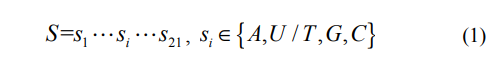 S=s₁⋯sᵢ⋯s₂₁, sᵢ∈{A,U/T,G,C} (1)